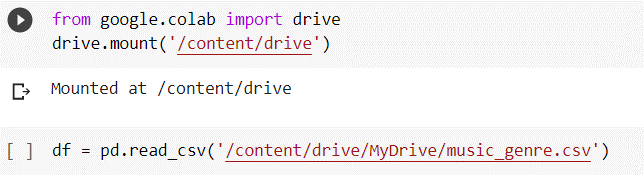 from google.colab import drive
drive.mount('/content/drive')
Mounted at /content/drive
[ ] df = pd.read_csv('/content/drive/MyDrive/music_genre.csv')